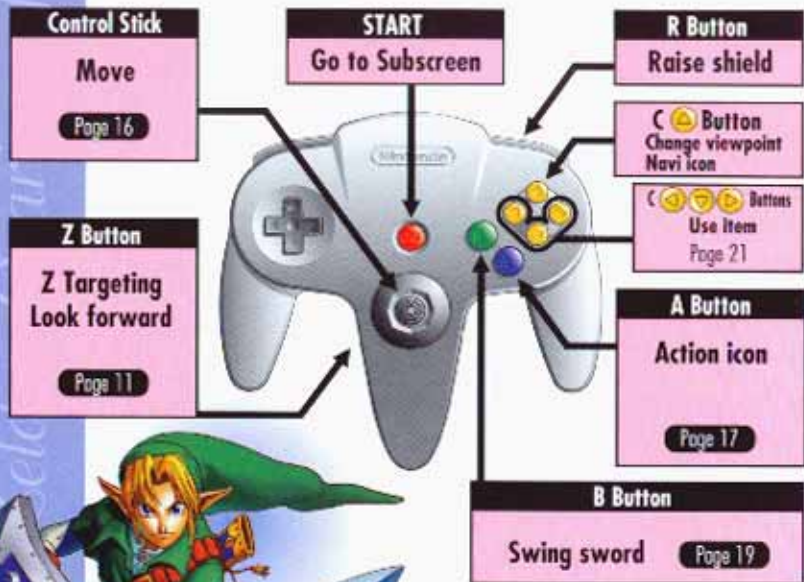 Control Stick
Move
Page 16
START
Go to Subscreen
R Button
Raise shield
C Button
Change viewpoint
Navi icon
C Buttons
Use Item
Page 21
Z Button
Z Targeting
Look forward
Page 11
Nintendo
A Button
Action icon
Page 17
B Button
Swing sword Page 19